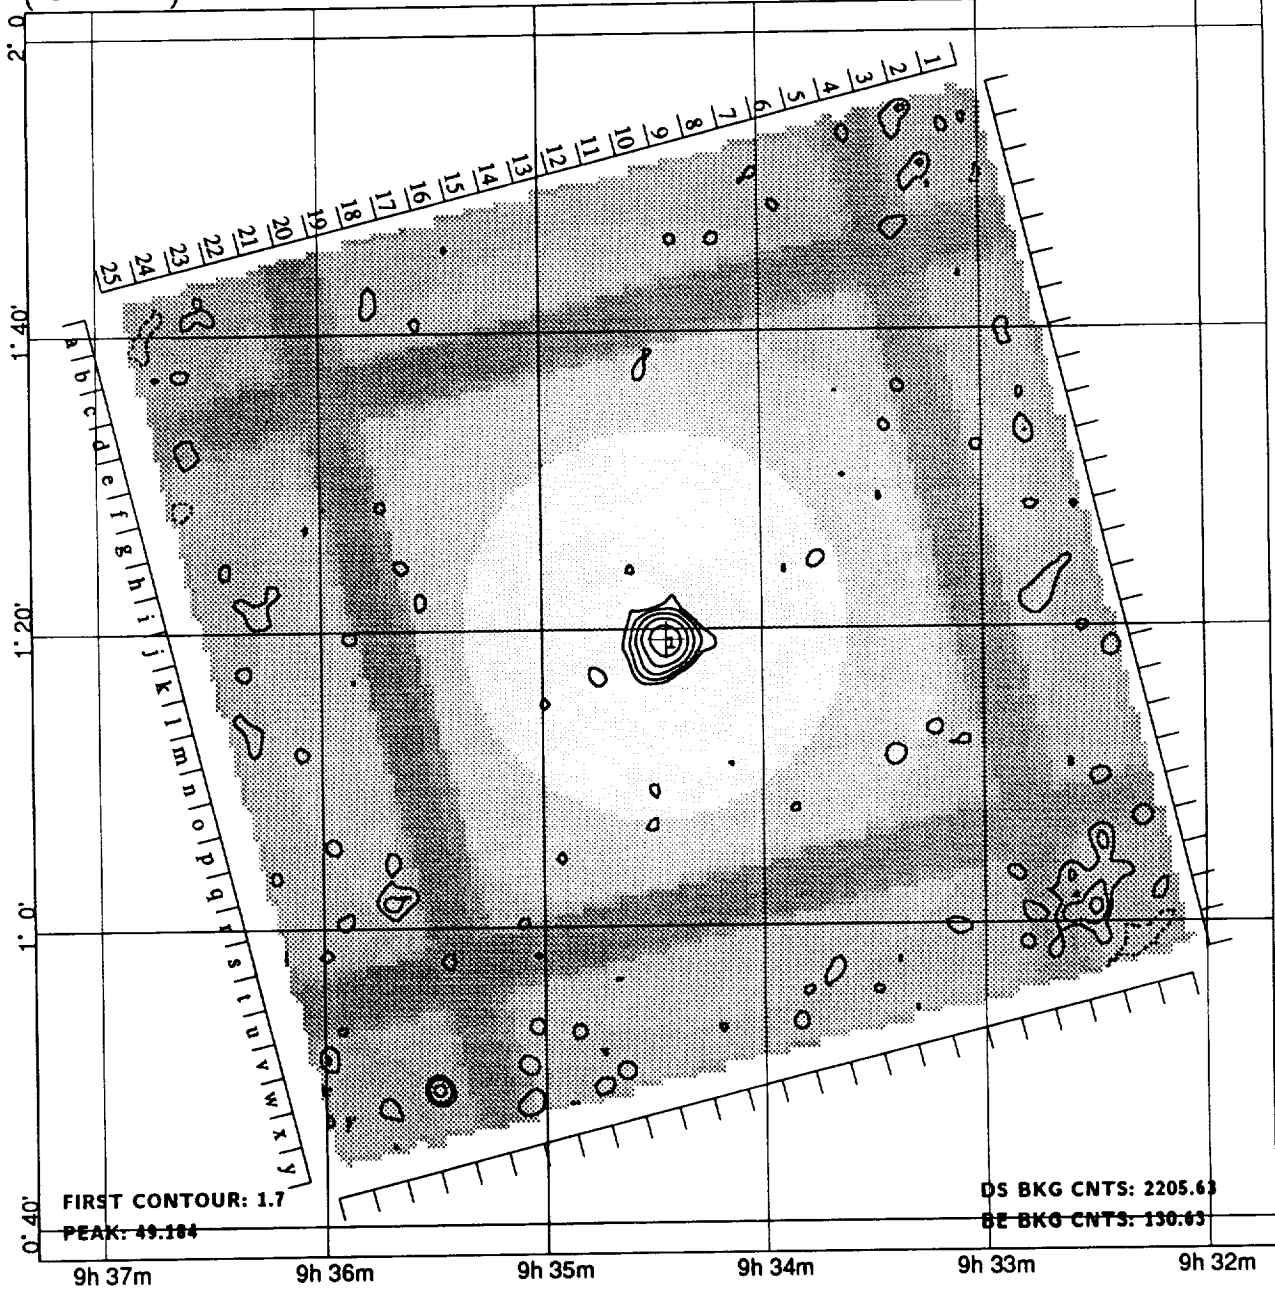 2° 0
1 2 3 4 5 6 7 8 9 10 11 12 13 14 15 16 17 18 19 20 21 22 23 24 25
1° 40'
a b c d e f g h i j k l m n o p q r s t u v w x y
1° 20'
1
1° 0'
FIRST CONTOUR: 1.7
DS BKG CNTS: 2205.63
PEAK: 49.184
BE BKG CNTS: 130.63
0° 40'
9h 37m 9h 36m 9h 35m 9h 34m 9h 33m 9h 32m